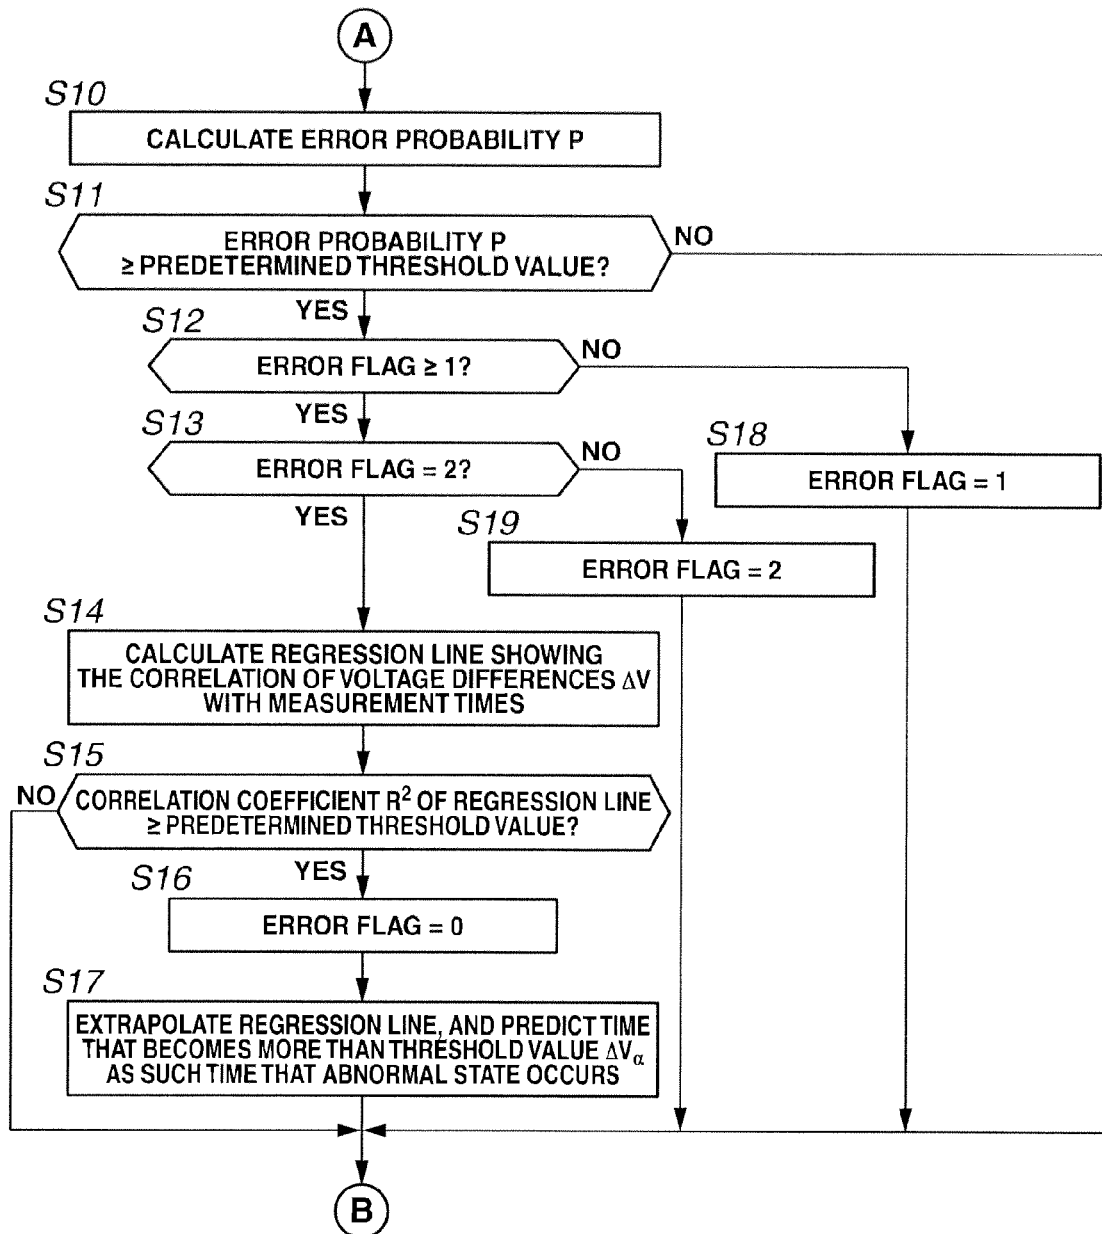 A
S10
CALCULATE ERROR PROBABILITY P
S11
ERROR PROBABILITY P
≥ PREDETERMINED THRESHOLD VALUE?
NO
YES
S12
ERROR FLAG ≥ 1?
NO
YES
S13
ERROR FLAG = 2?
NO
YES
S18
ERROR FLAG = 1
S19
ERROR FLAG = 2
S14
CALCULATE REGRESSION LINE SHOWING
THE CORRELATION OF VOLTAGE DIFFERENCES ΔV
WITH MEASUREMENT TIMES
S15
NO
CORRELATION COEFFICIENT R² OF REGRESSION LINE
≥ PREDETERMINED THRESHOLD VALUE?
YES
S16
ERROR FLAG = 0
S17
EXTRAPOLATE REGRESSION LINE, AND PREDICT TIME
THAT BECOMES MORE THAN THRESHOLD VALUE ΔVα
AS SUCH TIME THAT ABNORMAL STATE OCCURS
B